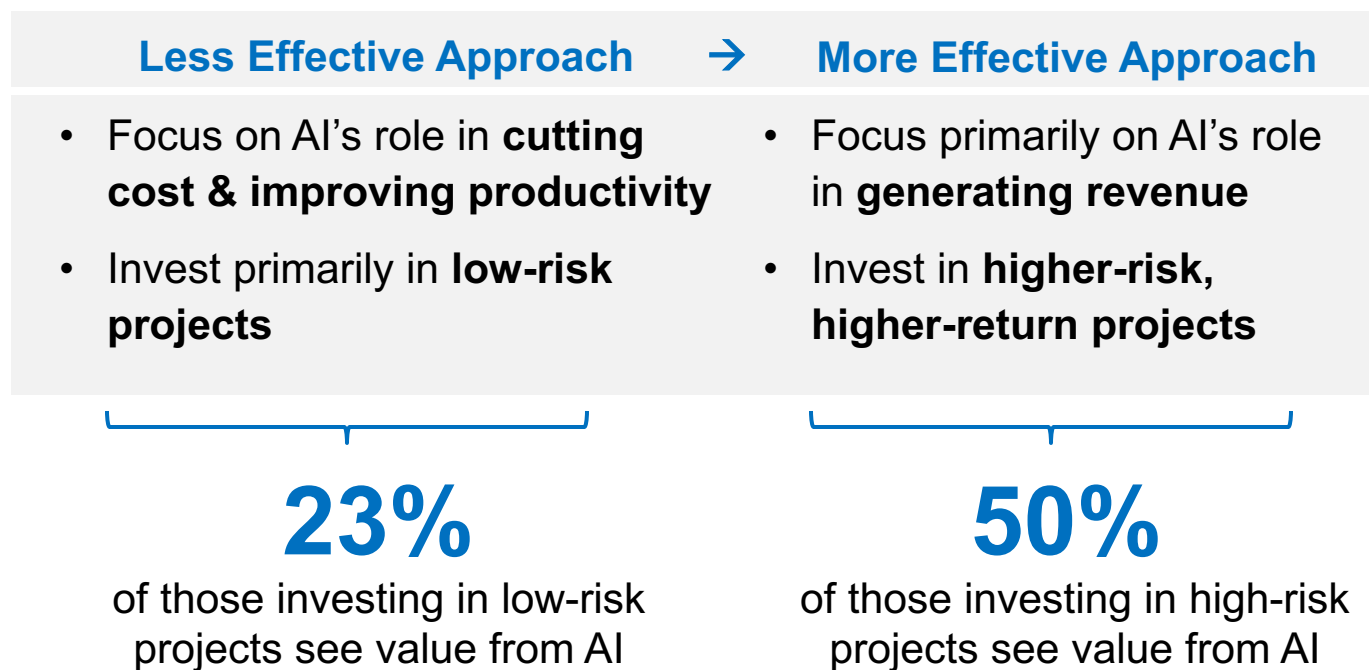 Less Effective Approach → More Effective Approach
• Focus on AI’s role in cutting
cost & improving productivity
• Invest primarily in low-risk
projects
• Focus primarily on AI’s role
in generating revenue
• Invest in higher-risk,
higher-return projects
23%
of those investing in low-risk
projects see value from AI
50%
of those investing in high-risk
projects see value from AI